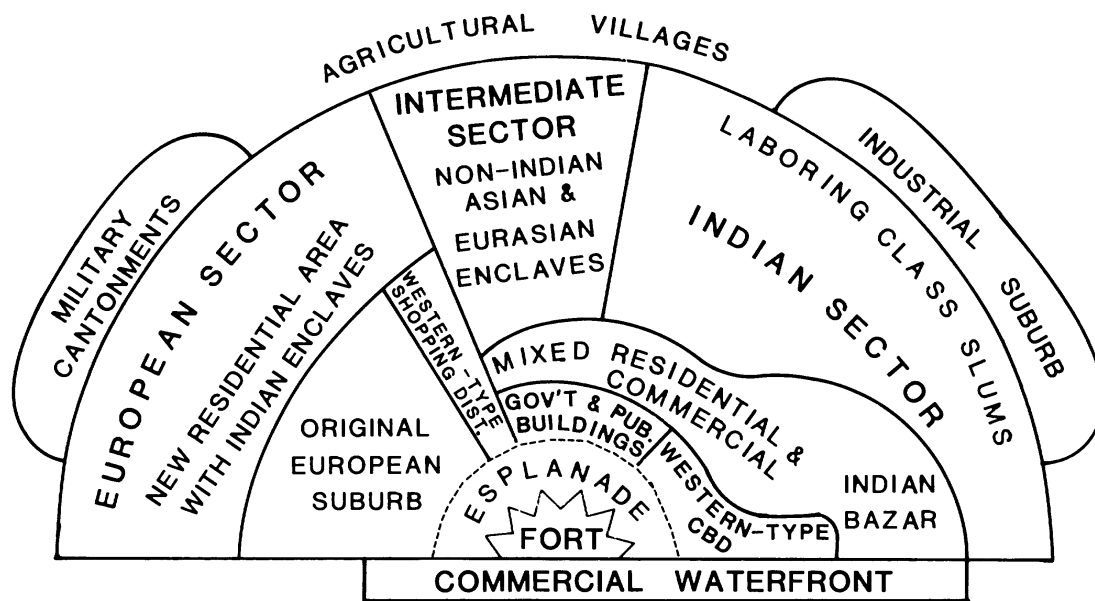 AGRICULTURAL VILLAGES
MILITARY
CANTONMENTS
EUROPEAN SECTOR
NEW RESIDENTIAL AREA
WITH INDIAN ENCLAVES
ORIGINAL
EUROPEAN
SUBURB
WESTERN-TYPE
SHOPPING DIST.
INTERMEDIATE
SECTOR
NON-INDIAN
ASIAN &
EURASIAN
ENCLAVES
INDUSTRIAL SUBURB
LABORING CLASS SLUMS
INDIAN SECTOR
MIXED RESIDENTIAL &
COMMERCIAL
GOV'T & PUB.
BUILDINGS
WESTERN-TYPE
CBD
INDIAN
BAZAR
ESPLANADE
FORT
COMMERCIAL WATERFRONT